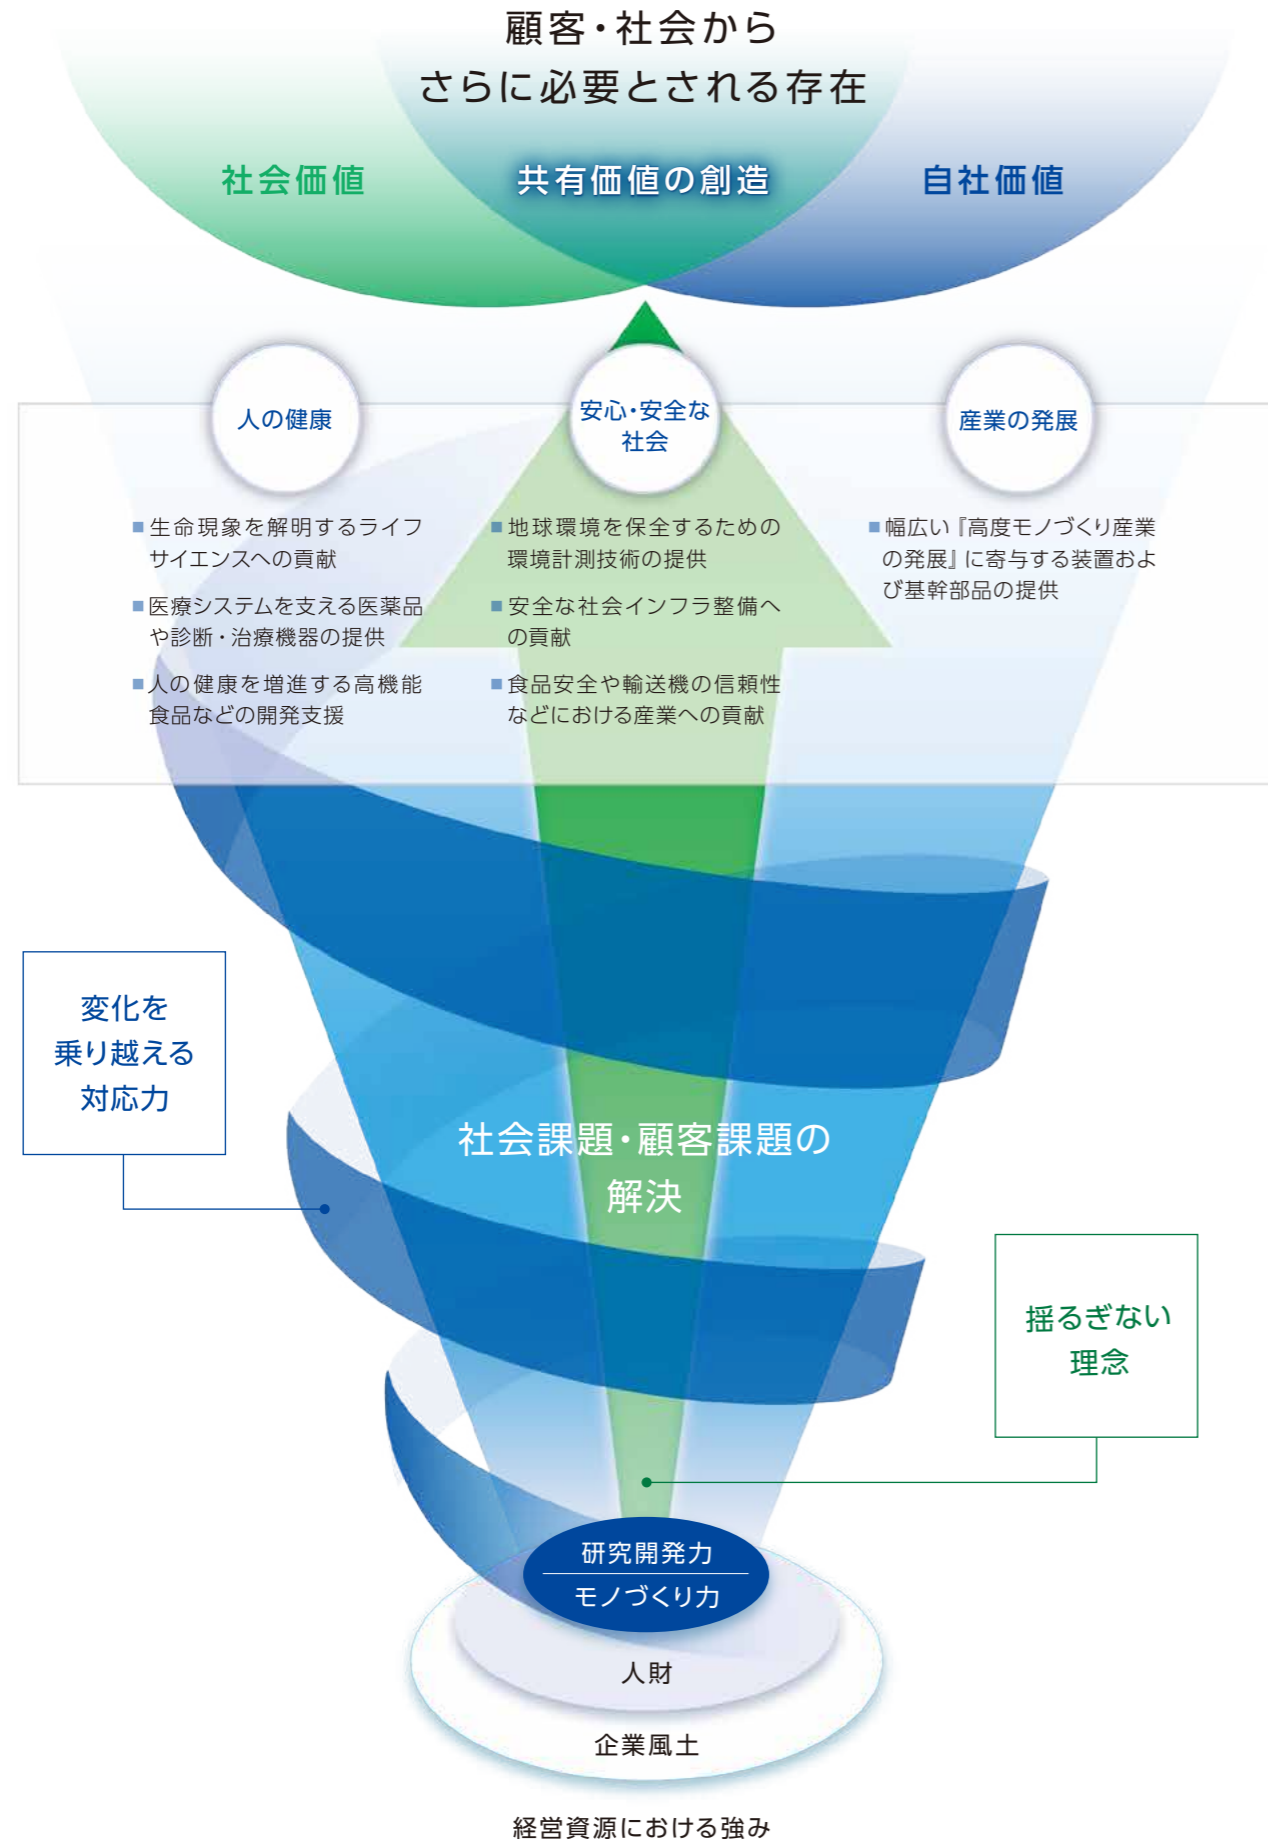 顧客・社会から
さらに必要とされる存在
社会価値
共有価値の創造
自社価値
人の健康
安心・安全な
社会
産業の発展
■生命現象を解明するライフ
サイエンスへの貢献
■医療システムを支える医薬品
や診断・治療機器の提供
■人の健康を増進する高機能
食品などの開発支援
■地球環境を保全するための
環境計測技術の提供
■安全な社会インフラ整備へ
の貢献
■食品安全や輸送機の信頼性
などにおける産業への貢献
■幅広い『高度モノづくり産業
の発展』に寄与する装置およ
び基幹部品の提供
変化を
乗り越える
対応力
社会課題・顧客課題の
解決
揺るぎない
理念
研究開発力
モノづくり力
人財
企業風土
経営資源における強み